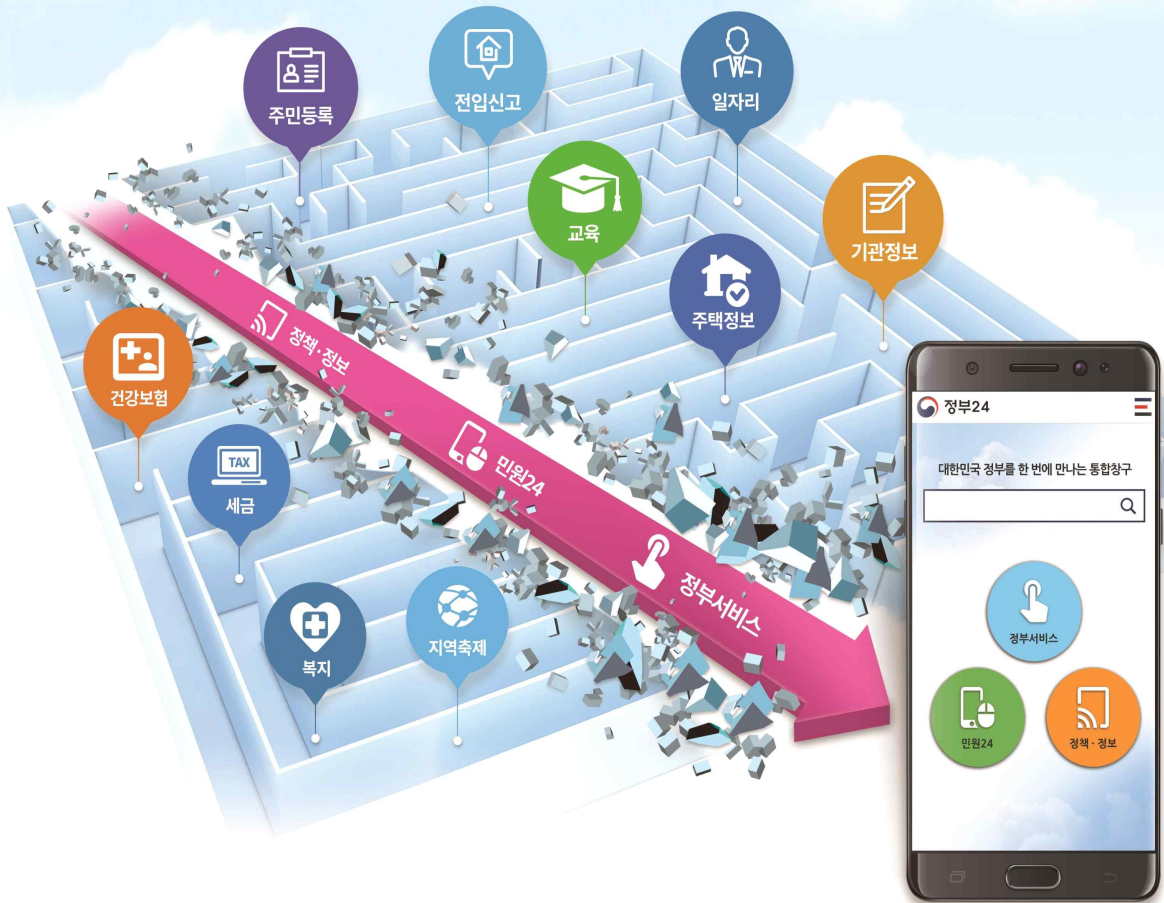 주민등록
전입신고
일자리
교육
기관정보
주택정보
건강보험
TAX
세금
복지
지역축제
정책·정보
민원24
정부서비스
정부24
대한민국 정부를 한 번에 만나는 통합창구
정부서비스
민원24
정책·정보